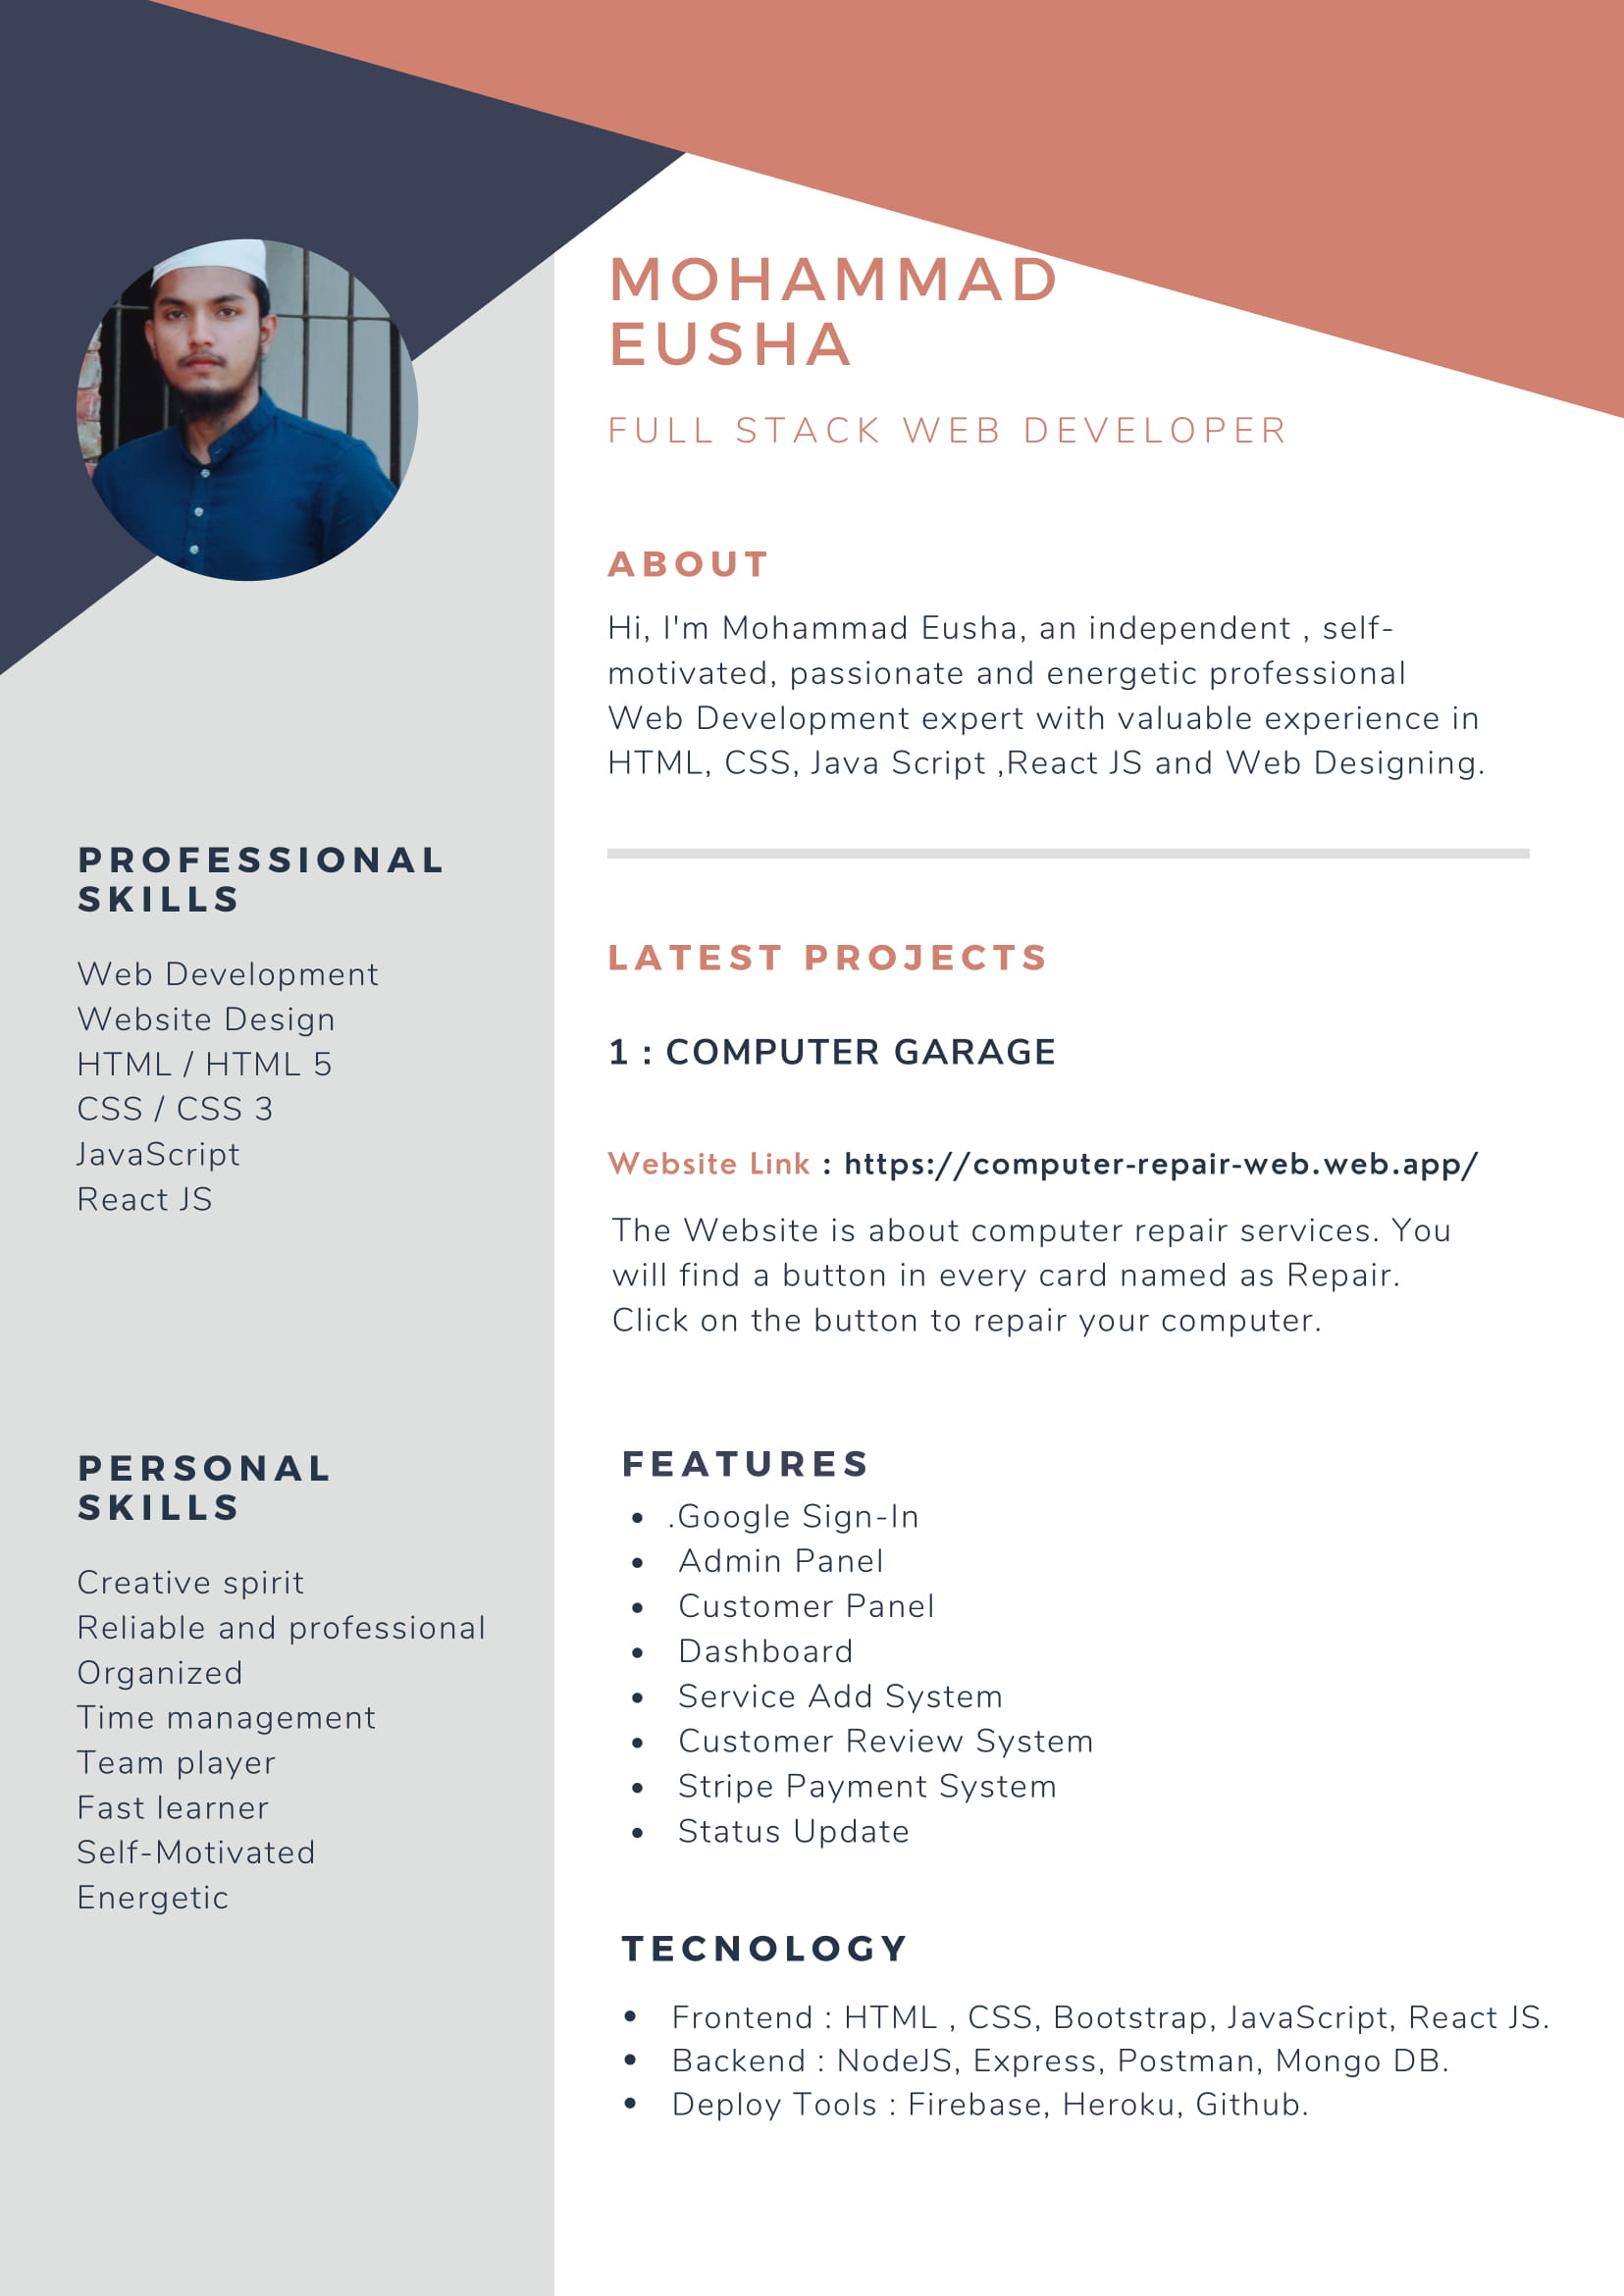 MOHAMMAD
EUSHA
FULL STACK WEB DEVELOPER
ABOUT
Hi, I'm Mohammad Eusha, an independent , self-
motivated, passionate and energetic professional
Web Development expert with valuable experience in
HTML, CSS, Java Script ,React JS and Web Designing.
PROFESSIONAL
SKILLS
Web Development
Website Design
HTML / HTML 5
CSS / CSS 3
JavaScript
React JS
PERSONAL
SKILLS
Creative spirit
Reliable and professional
Organized
Time management
Team player
Fast learner
Self-Motivated
Energetic
LATEST PROJECTS
1 : COMPUTER GARAGE
Website Link : https://computer-repair-web.web.app/
The Website is about computer repair services. You
will find a button in every card named as Repair.
Click on the button to repair your computer.
FEATURES
• .Google Sign-In
• Admin Panel
• Customer Panel
• Dashboard
• Service Add System
• Customer Review System
• Stripe Payment System
• Status Update
TECNOLOGY
• Frontend : HTML , CSS, Bootstrap, JavaScript, React JS.
• Backend : NodeJS, Express, Postman, Mongo DB.
• Deploy Tools : Firebase, Heroku, Github.